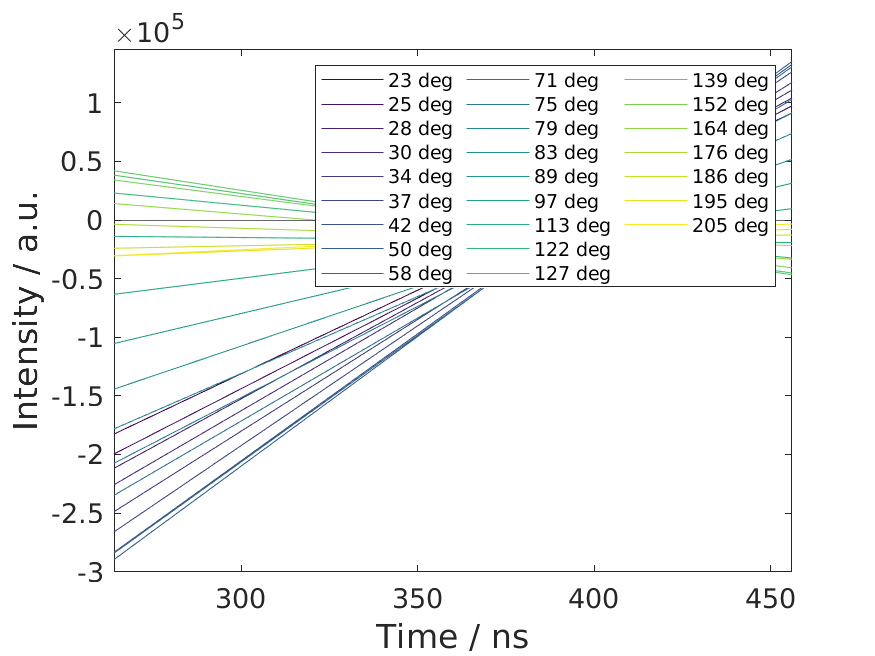 ×10⁵
1
0.5
0
-0.5
-1
-1.5
-2
-2.5
-3
Intensity / a.u.
23 deg
25 deg
28 deg
30 deg
34 deg
37 deg
42 deg
50 deg
58 deg
71 deg
75 deg
79 deg
83 deg
89 deg
97 deg
113 deg
122 deg
127 deg
139 deg
152 deg
164 deg
176 deg
186 deg
195 deg
205 deg
300 350 400 450
Time / ns